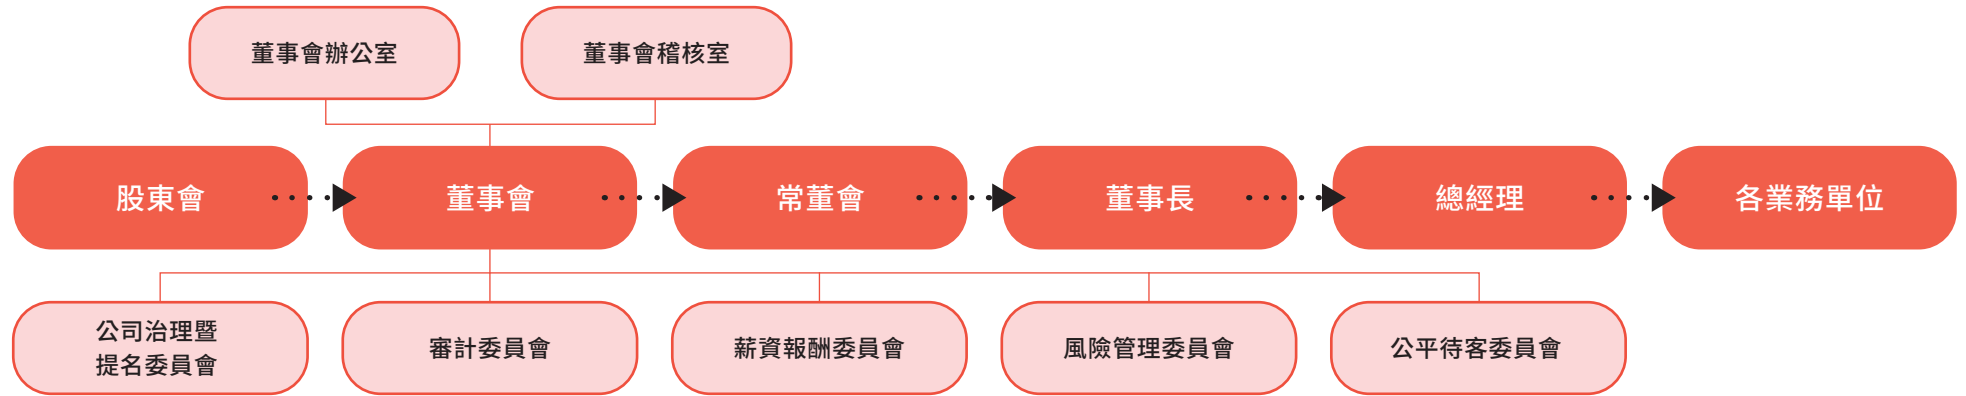 董事會辦公室
董事會稽核室
股東會
董事會
常董會
董事長
總經理
各業務單位
公司治理暨
提名委員會
審計委員會
薪資報酬委員會
風險管理委員會
公平待客委員會